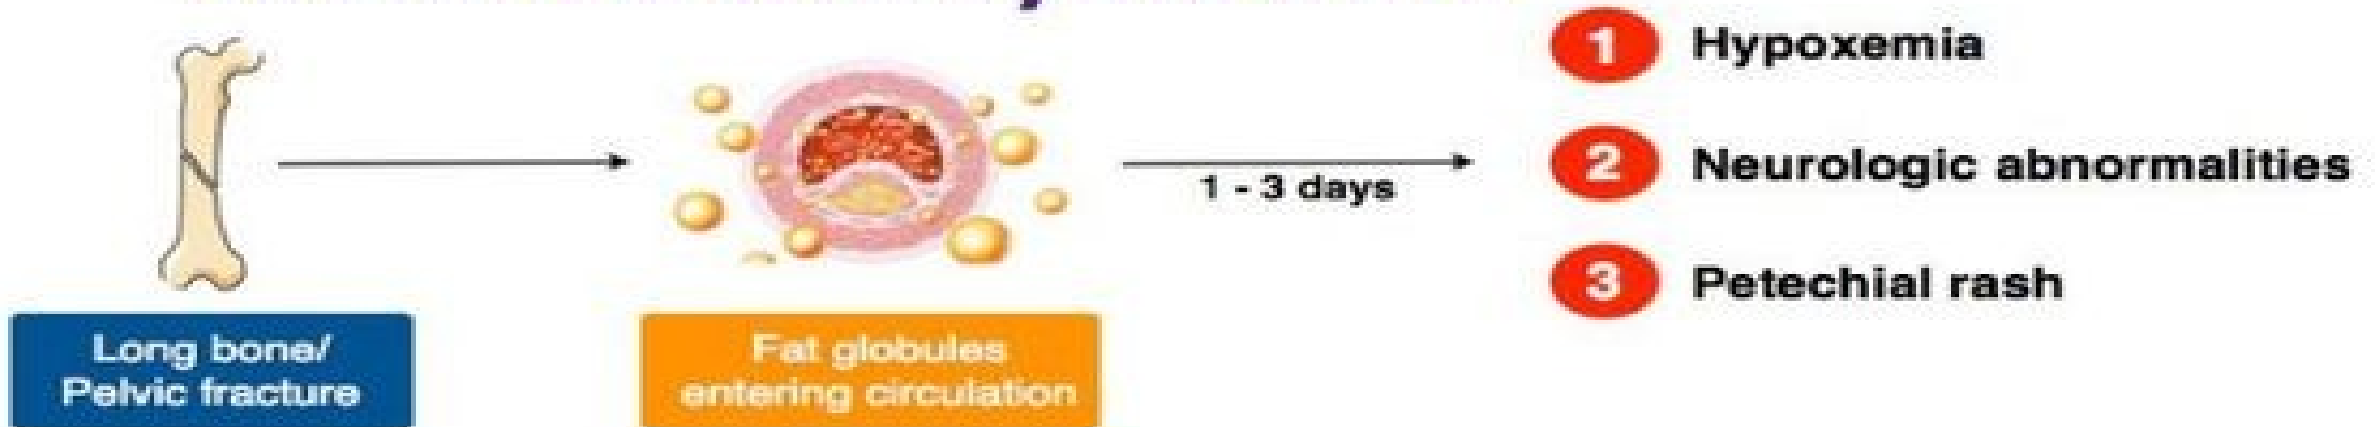 1 Hypoxemia
2 Neurologic abnormalities
1 - 3 days
3 Petechial rash
Long bone/
Pelvic fracture
Fat globules
entering circulation